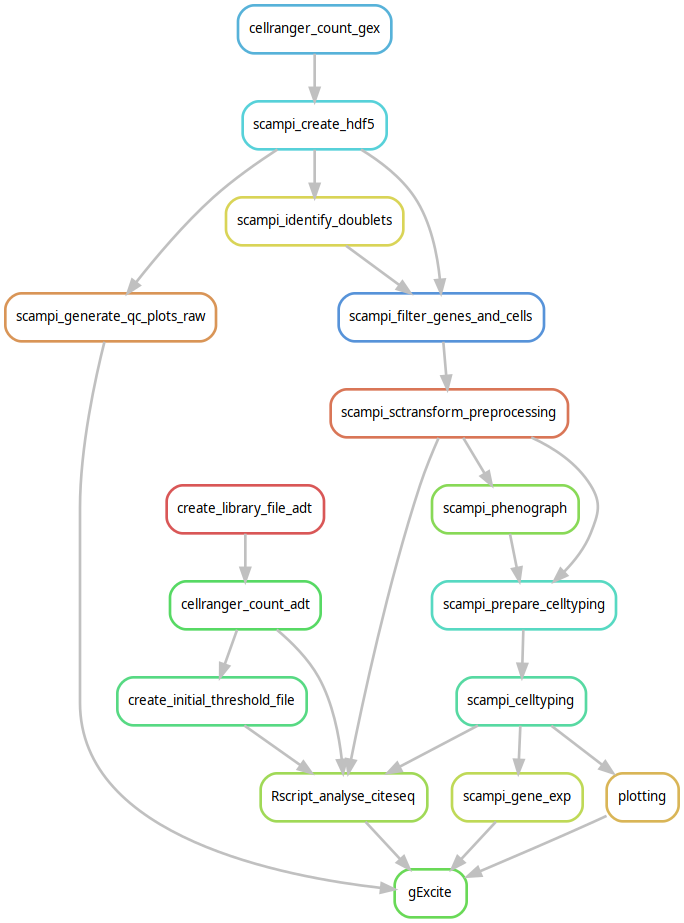 cellranger_count_gex
scampi_create_hdf5
scampi_identify_doublets
scampi_generate_qc_plots_raw
scampi_filter_genes_and_cells
scampi_sctransform_preprocessing
create_library_file_adt
scampi_phenograph
cellranger_count_adt
scampi_prepare_celltyping
create_initial_threshold_file
scampi_celltyping
Rscript_analyse_citeseq
scampi_gene_exp
plotting
gExcite